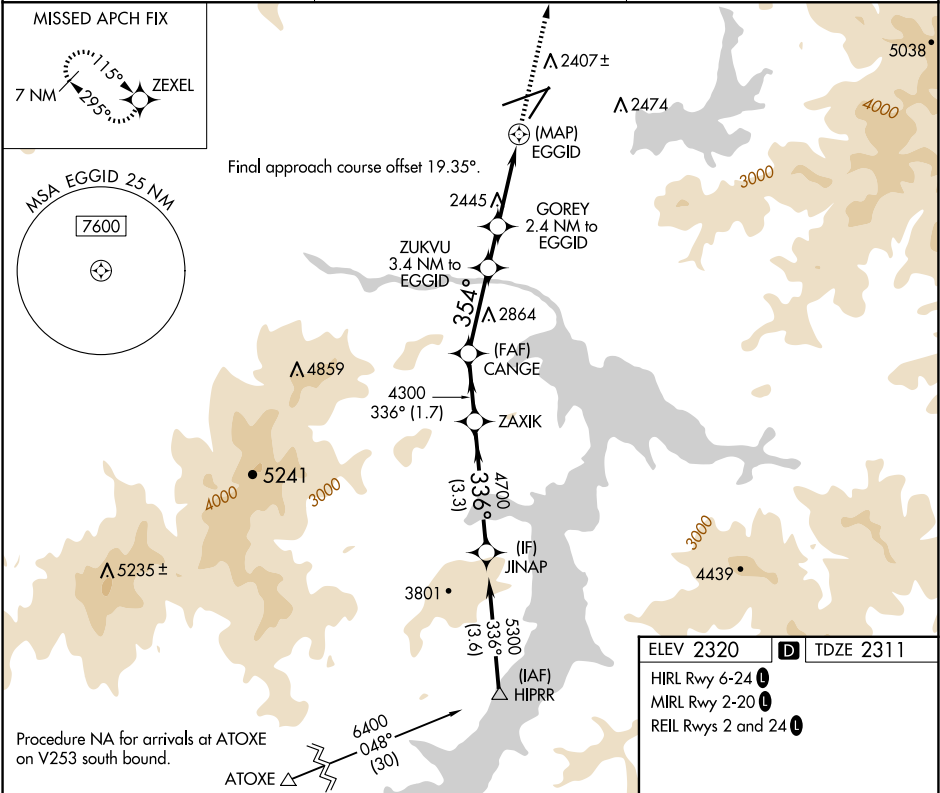 MISSED APCH FIX
115°
ZEXEL
7 NM
295°
2407±
5038
2474
4000
(MAP)
EGGID
Final approach course offset 19.35°.
3000
MSA EGGID 25 NM
7600
2445
GOREY
2.4 NM to
EGGID
ZUKVU
3.4 NM to
EGGID
354°
2864
(FAF)
CANGE
4859
4300
336° (1.7)
ZAXIK
5241
4000
3000
4700
336°
(3.3)
3000
(IF)
JINAP
5235±
4439
3801
5300
336°
(3.6)
(IAF)
HIPRR
ELEV 2320 D TDZE 2311
HIRL Rwy 6-24 L
MIRL Rwy 2-20 L
REIL Rwys 2 and 24 L
6400
048°
(30)
Procedure NA for arrivals at ATOXE
on V253 south bound.
ATOXE